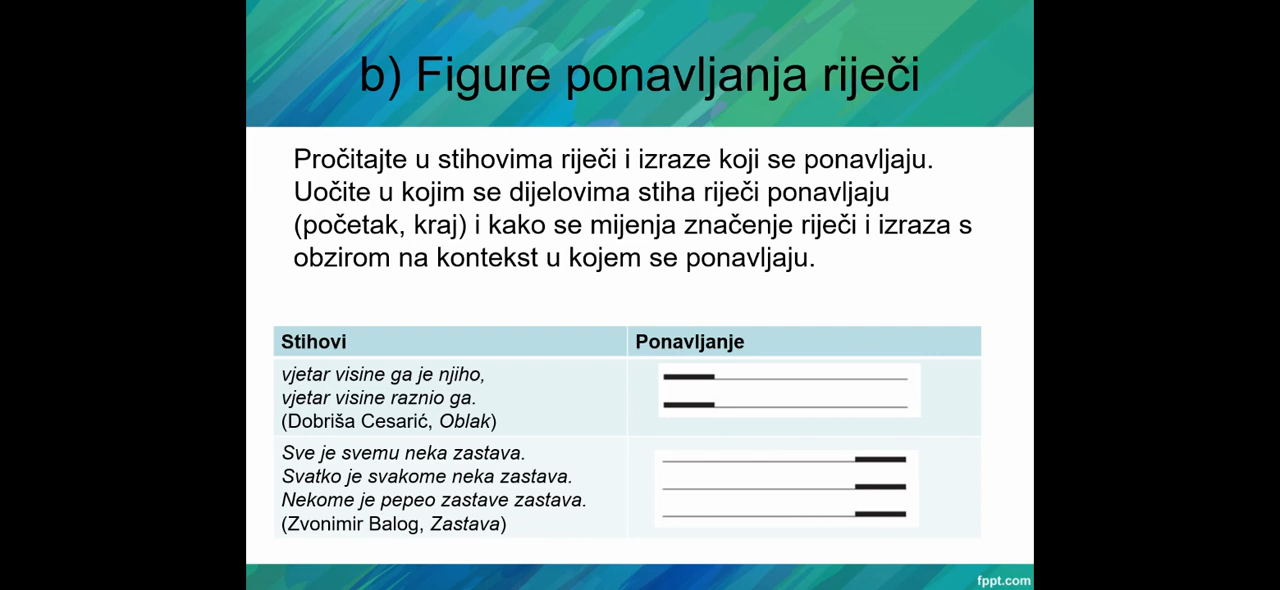 b) Figure ponavljanja riječi
Pročitajte u stihovima riječi i izraze koji se ponavljaju.
Uočite u kojim se dijelovima stiha riječi ponavljaju
(početak, kraj) i kako se mijenja značenje riječi i izraza s
obzirom na kontekst u kojem se ponavljaju.
Stihovi
Ponavljanje
vjetar visine ga je njiho,
vjetar visine raznio ga.
(Dobriša Cesarić, Oblak)
Sve je svemu neka zastava.
Svatko je svakome neka zastava.
Nekome je pepeo zastave zastava.
(Zvonimir Balog, Zastava)
fppt.com